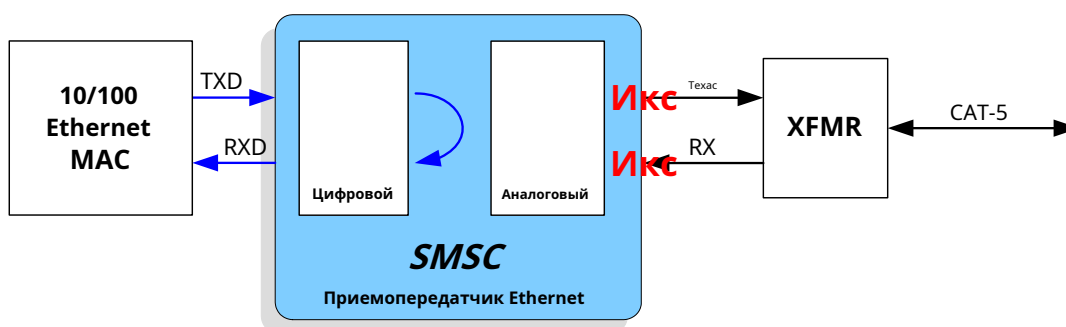 10/100
Ethernet
MAC
TXD
RXD
Цифровой
Аналоговый
SMSC
Приемопередатчик Ethernet
Икс
Техас
Икс
RX
XFMR
CAT-5